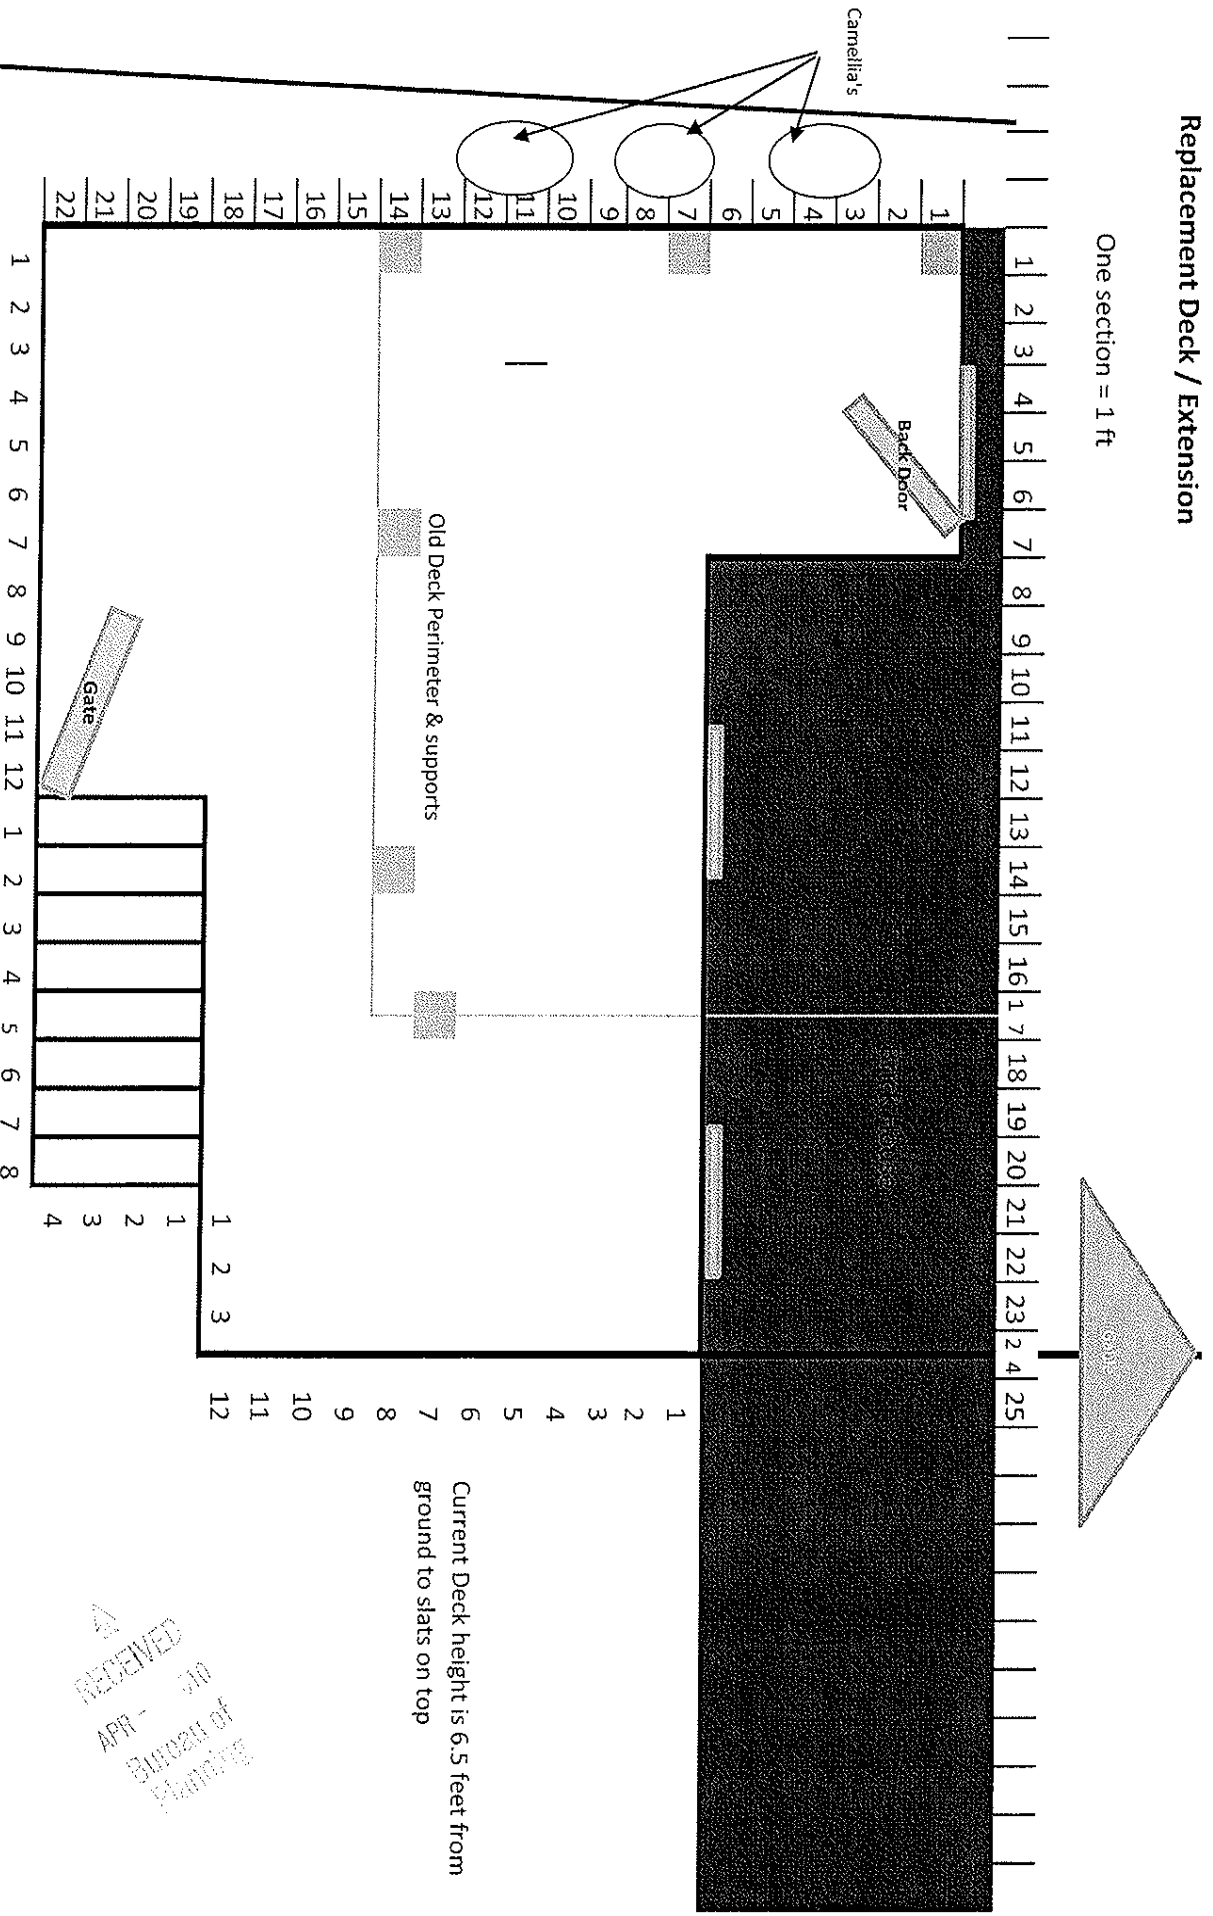 Replacement Deck / Extension
One section = 1 ft
Camellia's
1 2 3 4 5 6 7 8 9 10 11 12 13 14 15 16 1 7 18 19 20 21 22 23 2 4 25
1 2 3 4 5 6 7 8 9 10 11 12 13 14 15 16 17 18 19 20 21 22
Back Door
Old Deck Perimeter & supports
Gate
1 2 3 4 5 6 7 8 9 10 11 12 1 2 3 4 5 6 7 8
1 2 3 4
1 2 3
1 2 3 4 5 6 7 8 9 10 11 12
Current Deck height is 6.5 feet from
ground to slats on top
RECEIVED
APR -
Bureau of
Planning